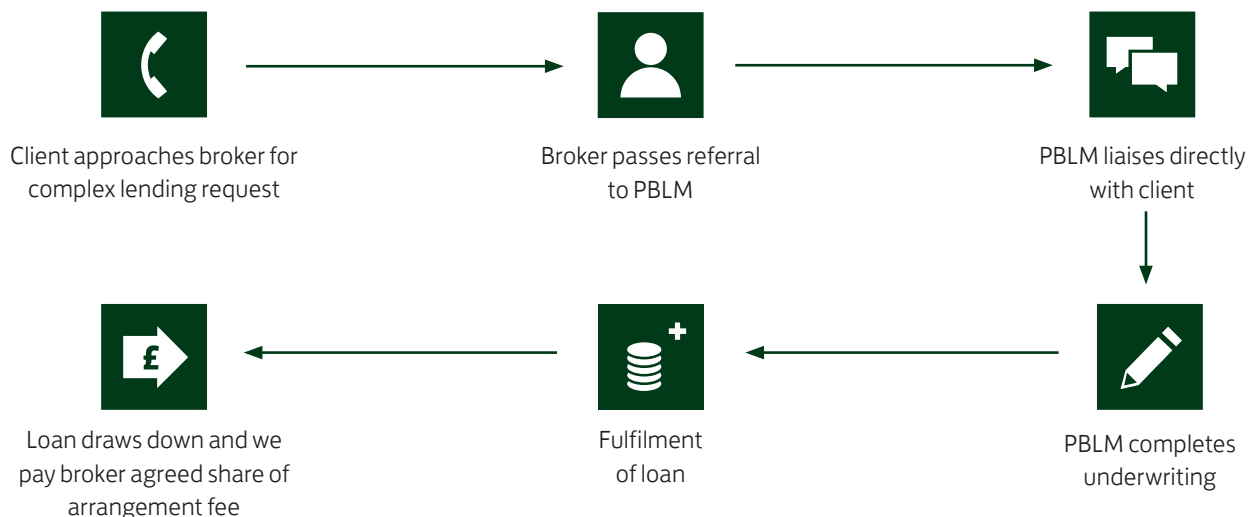 Client approaches broker for
complex lending request
Broker passes referral
to PBLM
PBLM liaises directly
with client
PBLM completes
underwriting
Fulfilment
of loan
£
Loan draws down and we
pay broker agreed share of
arrangement fee